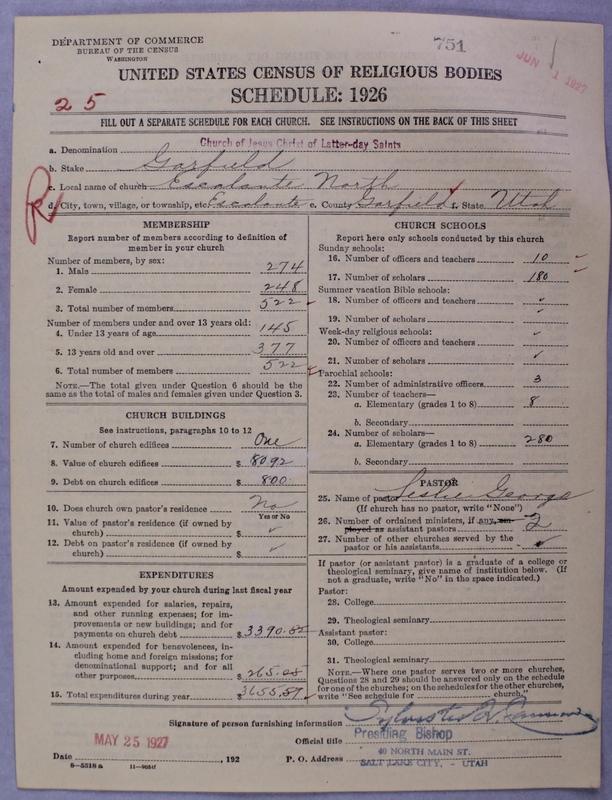 DEPARTMENT OF COMMERCE
BUREAU OF THE CENSUS
WASHINGTON
751
JUN 1 1927
UNITED STATES CENSUS OF RELIGIOUS BODIES
SCHEDULE: 1926
25
FILL OUT A SEPARATE SCHEDULE FOR EACH CHURCH. SEE INSTRUCTIONS ON THE BACK OF THIS SHEET
a. Denomination Church of Jesus Christ of Latter-day Saints
b. Stake Garfield
c. Local name of church Escalante North
d. City, town, village, or township, etc. Escalante e. County Garfield f. State Utah
R
MEMBERSHIP
Report number of members according to definition of
member in your church
Number of members, by sex:
1. Male 274
2. Female 248
3. Total number of members 522
Number of members under and over 13 years old:
4. Under 13 years of age 145
5. 13 years old and over 377
6. Total number of members 522
NOTE.—The total given under Question 6 should be the
same as the total of males and females given under Question 3.
CHURCH BUILDINGS
See instructions, paragraphs 10 to 12
7. Number of church edifices One
8. Value of church edifices $ 8092
9. Debt on church edifices $ 800
10. Does church own pastor's residence No
Yes or No
11. Value of pastor's residence (if owned by
church) $ ✓
12. Debt on pastor's residence (if owned by
church) $ ✓
EXPENDITURES
Amount expended by your church during last fiscal year
13. Amount expended for salaries, repairs,
and other running expenses; for im-
provements or new buildings; and for
payments on church debt $ 3390.
14. Amount expended for benevolences, in-
cluding home and foreign missions; for
denominational support; and for all
other purposes $ 265.
15. Total expenditures during year $ 3655.87
CHURCH SCHOOLS
Report here only schools conducted by this church
Sunday schools:
16. Number of officers and teachers 10
17. Number of scholars 180
Summer vacation Bible schools:
18. Number of officers and teachers ✓
19. Number of scholars ✓
Week-day religious schools:
20. Number of officers and teachers ✓
21. Number of scholars ✓
Parochial schools:
22. Number of administrative officers 3
23. Number of teachers—
a. Elementary (grades 1 to 8) 8
b. Secondary
24. Number of scholars—
a. Elementary (grades 1 to 8) 280
b. Secondary
PASTOR
25. Name of pastor Leslie George
(If church has no pastor, write "None")
26. Number of ordained ministers, if any, em-
ployed as assistant pastors 2
27. Number of other churches served by the
pastor or his assistants ✓
If pastor (or assistant pastor) is a graduate of a college or
theological seminary, give name of institution below. (If
not a graduate, write "No" in the space indicated.)
Pastor:
28. College
29. Theological seminary
Assistant pastor:
30. College
31. Theological seminary
NOTE.—Where one pastor serves two or more churches,
Questions 28 and 29 should be answered only on the schedule
for one of the churches; on the schedules for the other churches,
write "See schedule for church."
Signature of person furnishing information Sylvester Q. Cannon
Official title Presiding Bishop
MAY 25 1927
Date , 192 P. O. Address 40 NORTH MAIN ST.
SALT LAKE CITY, - UTAH
8-5518 a